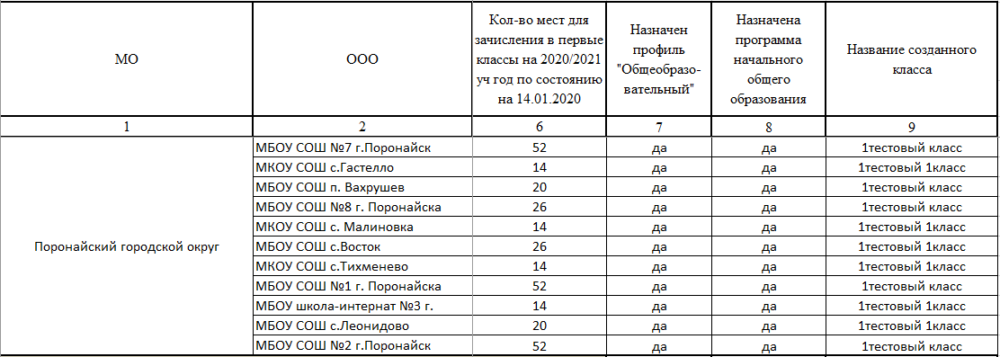 МО
ООО
Кол-во мест для
зачисления в первые
классы на 2020/2021
уч год по состоянию
на 14.01.2020
Назначен
профиль
"Общеобразо-
вательный"
Назначена
программа
начального
общего
образования
Название созданного
класса
1 2 6 7 8 9
Поронайский городской округ
МБОУ СОШ №7 г.Поронайск 52 да да 1тестовый класс
МКОУ СОШ с.Гастелло 14 да да 1тестовый 1класс
МБОУ СОШ п. Вахрушев 20 да да 1тестовый класс
МБОУ СОШ №8 г. Поронайска 26 да да 1тестовый класс
МКОУ СОШ с. Малиновка 14 да да 1тестовый 1класс
МБОУ СОШ с.Восток 26 да да 1тестовый класс
МКОУ СОШ с.Тихменево 14 да да 1тестовый 1класс
МБОУ СОШ №1 г. Поронайска 52 да да 1тестовый класс
МБОУ школа-интернат №3 г. 14 да да 1тестовый 1класс
МБОУ СОШ с.Леонидово 20 да да 1тестовый класс
МБОУ СОШ №2 г.Поронайск 52 да да 1тестовый класс